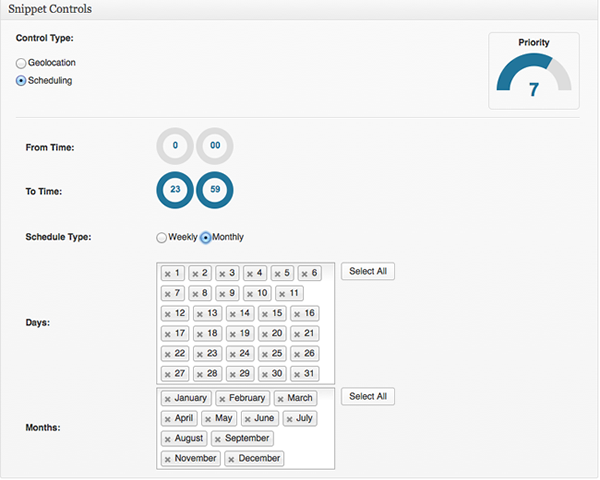 Snippet Controls
Control Type:
Priority
Geolocation
Scheduling
7
From Time: 0 00
To Time: 23 59
Schedule Type: Weekly Monthly
× 1 × 2 × 3 × 4 × 5 × 6 Select All
× 7 × 8 × 9 × 10 × 11
× 12 × 13 × 14 × 15 × 16
Days:
× 17 × 18 × 19 × 20 × 21
× 22 × 23 × 24 × 25 × 26
× 27 × 28 × 29 × 30 × 31
× January × February × March Select All
× April × May × June × July
Months:
× August × September
× November × December